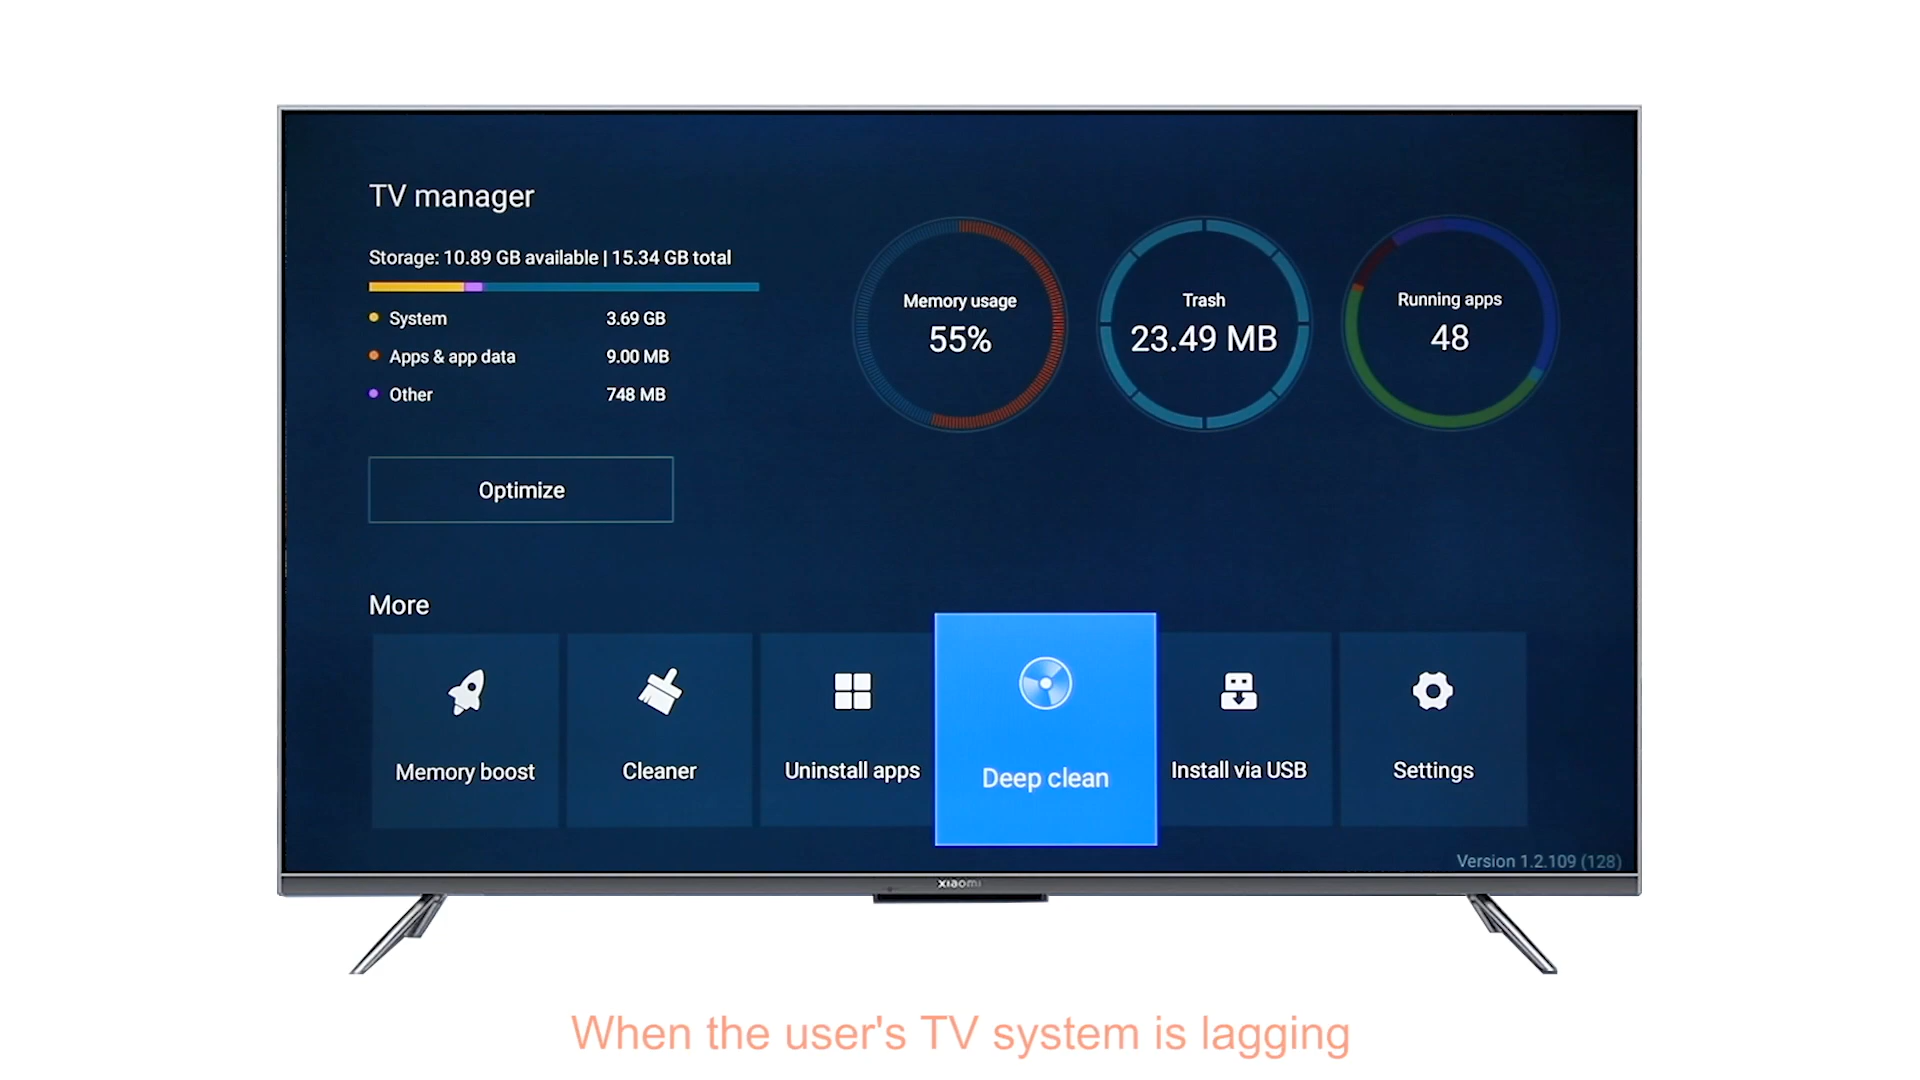 TV manager
Storage: 10.89 GB available | 15.34 GB total
System 3.69 GB
Apps & app data 9.00 MB
Other 748 MB
Optimize
Memory usage
55%
Trash
23.49 MB
Running apps
48
More
Memory boost
Cleaner
Uninstall apps
Deep clean
Install via USB
Settings
Version 1.2.109 (128)
xiaomi
When the user's TV system is lagging